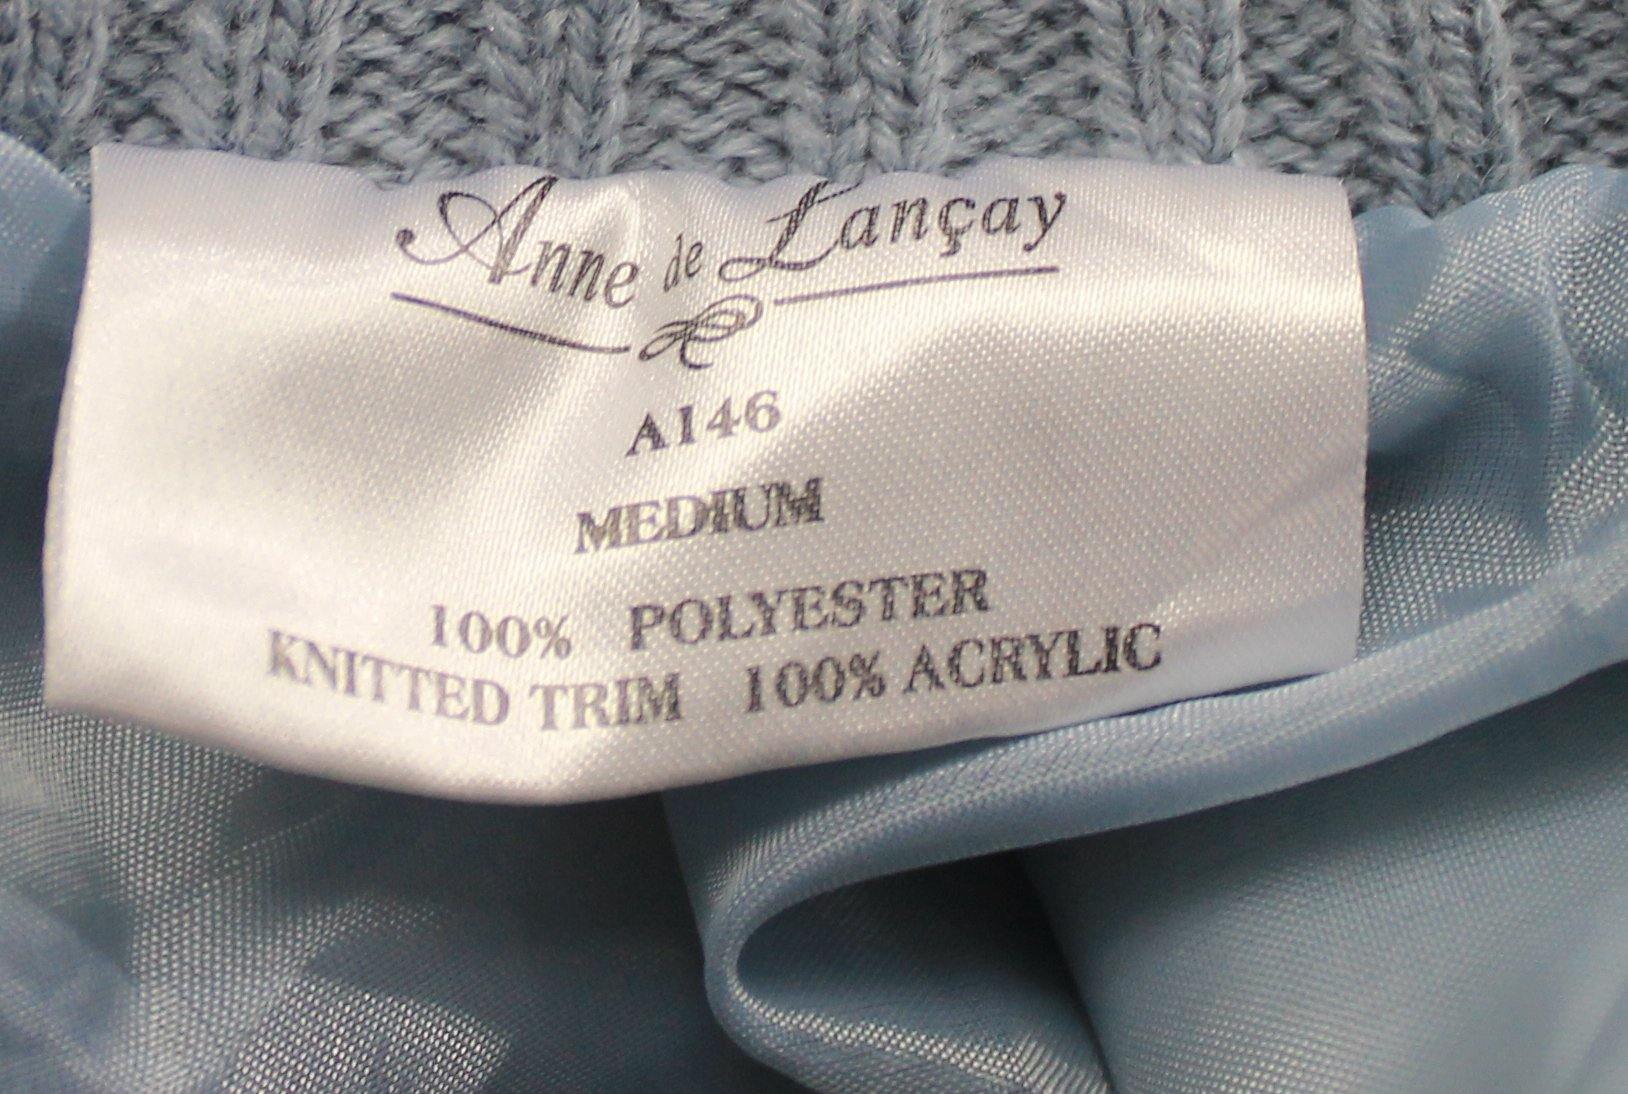 Anne de Lançay
A146
MEDIUM
100% POLYESTER
KNITTED TRIM 100% ACRYLIC